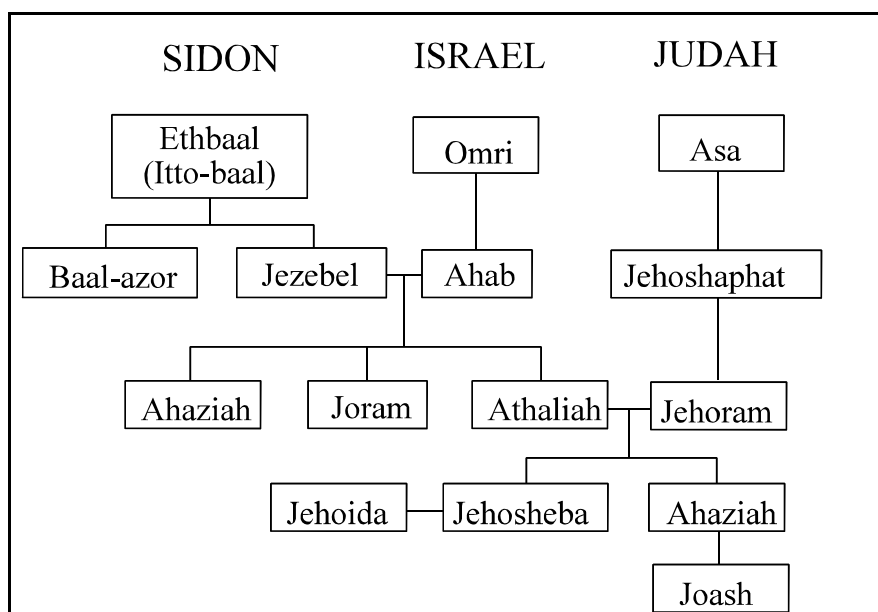 SIDON ISRAEL JUDAH
Ethbaal
(Itto-baal)
Omri
Asa
Baal-azor
Jezebel
Ahab
Jehoshaphat
Ahaziah
Joram
Athaliah
Jehoram
Jehoida
Jehosheba
Ahaziah
Joash